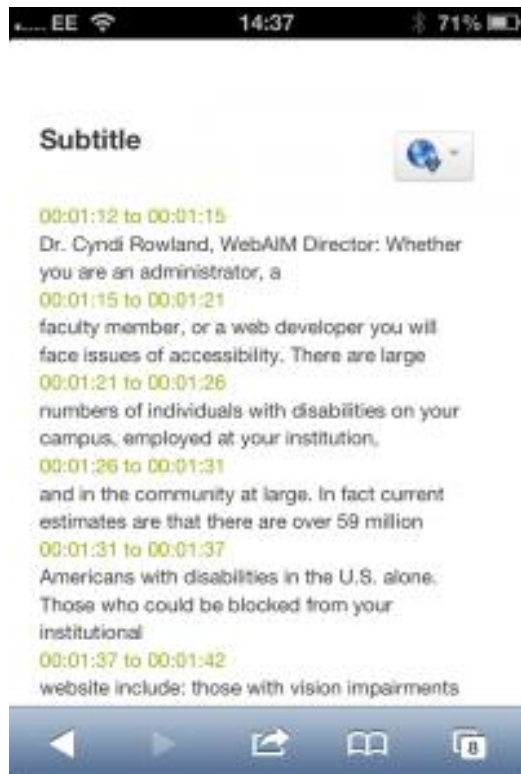 EE 14:37 71%
Subtitle
00:01:12 to 00:01:15
Dr. Cyndi Rowland, WebAIM Director: Whether
you are an administrator, a
00:01:15 to 00:01:21
faculty member, or a web developer you will
face issues of accessibility. There are large
00:01:21 to 00:01:26
numbers of individuals with disabilities on your
campus, employed at your institution,
00:01:26 to 00:01:31
and in the community at large. In fact current
estimates are that there are over 59 million
00:01:31 to 00:01:37
Americans with disabilities in the U.S. alone.
Those who could be blocked from your
institutional
00:01:37 to 00:01:42
website include: those with vision impairments
8